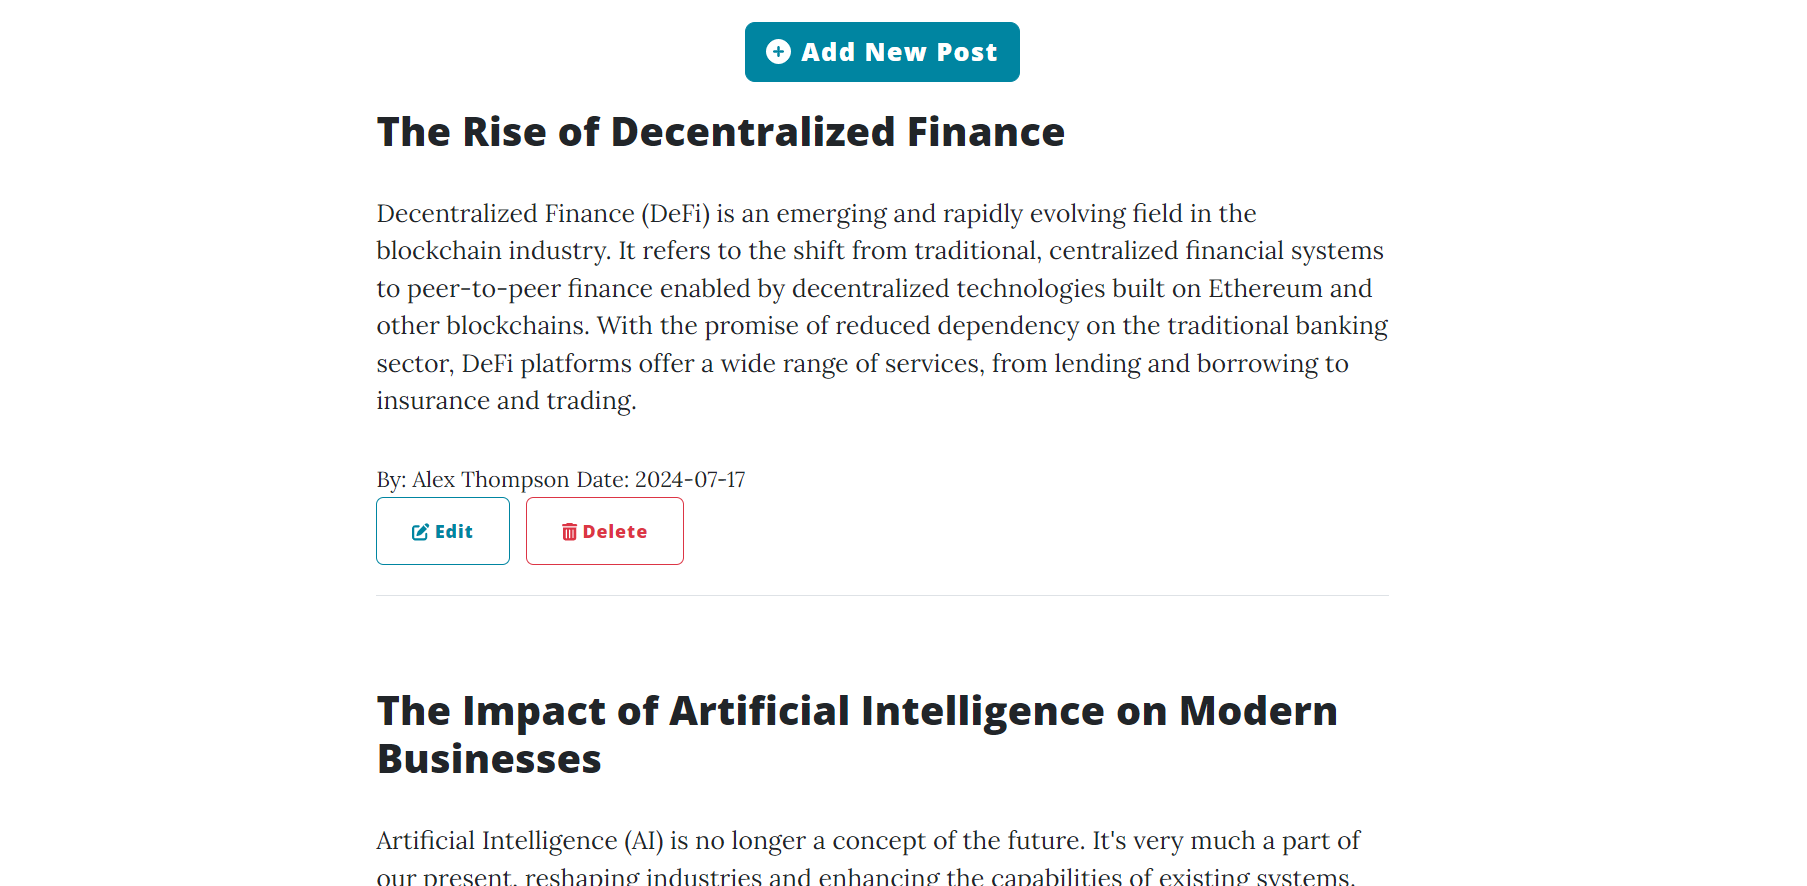 Add New Post
The Rise of Decentralized Finance
Decentralized Finance (DeFi) is an emerging and rapidly evolving field in the
blockchain industry. It refers to the shift from traditional, centralized financial systems
to peer-to-peer finance enabled by decentralized technologies built on Ethereum and
other blockchains. With the promise of reduced dependency on the traditional banking
sector, DeFi platforms offer a wide range of services, from lending and borrowing to
insurance and trading.
By: Alex Thompson Date: 2024-07-17
Edit Delete
The Impact of Artificial Intelligence on Modern
Businesses
Artificial Intelligence (AI) is no longer a concept of the future. It's very much a part of
our present, reshaping industries and enhancing the capabilities of existing systems.